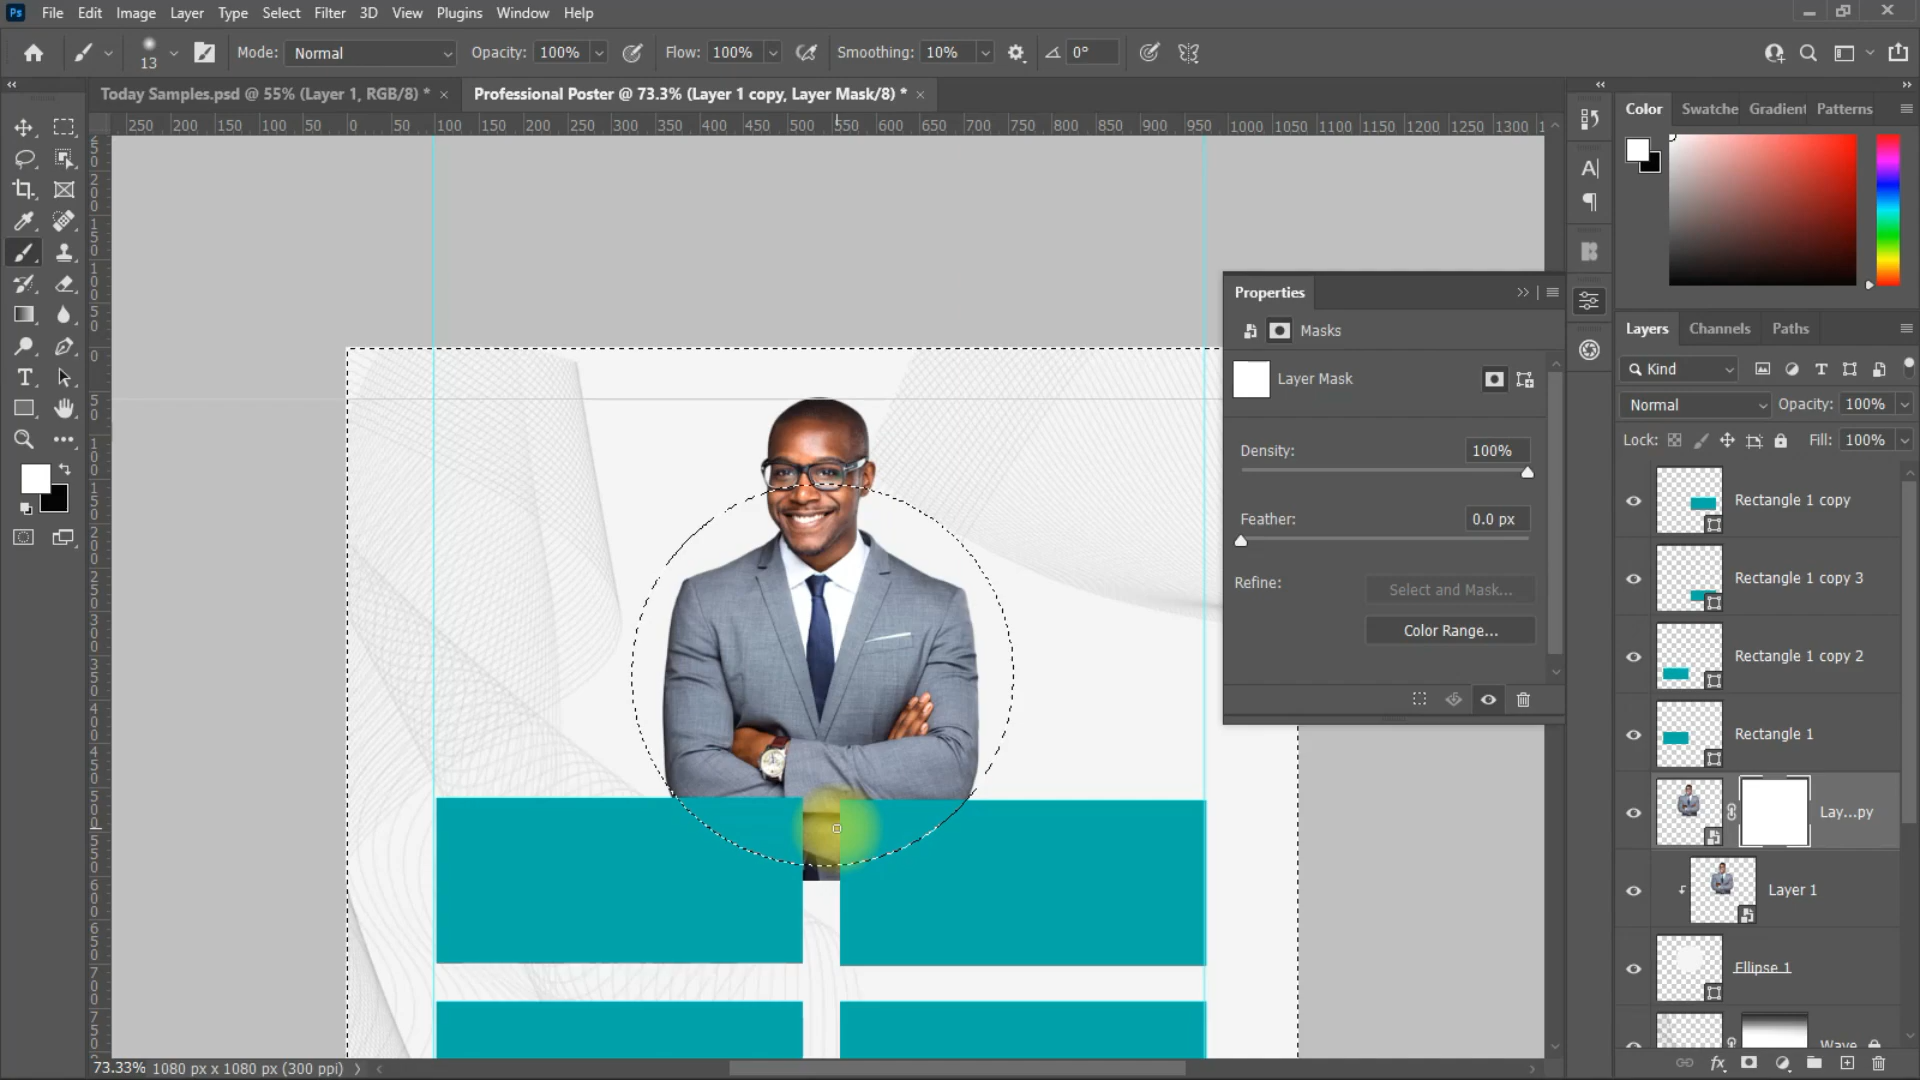 Ps File Edit Image Layer Type Select Filter 3D View Plugins Window Help
13 Mode: Normal Opacity: 100% Flow: 100% Smoothing: 10% 0°
Today Samples.psd @ 55% (Layer 1, RGB/8) * × Professional Poster @ 73.3% (Layer 1 copy, Layer Mask/8) * ×
250 200 150 100 50 0 50 100 150 200 250 300 350 400 450 500 550 600 650 700 750 800 850 900 950 1000 1050 1100 1150 1200 1250 1300
Color Swatche Gradient Patterns
Properties
Masks
Layer Mask
Density: 100%
Feather: 0.0 px
Refine: Select and Mask...
Color Range...
Layers Channels Paths
Kind
Normal Opacity: 100%
Lock: Fill: 100%
Rectangle 1 copy
Rectangle 1 copy 3
Rectangle 1 copy 2
Rectangle 1
Lay...py
Layer 1
Ellipse 1
Wave
fx
73.33% 1080 px x 1080 px (300 ppi)